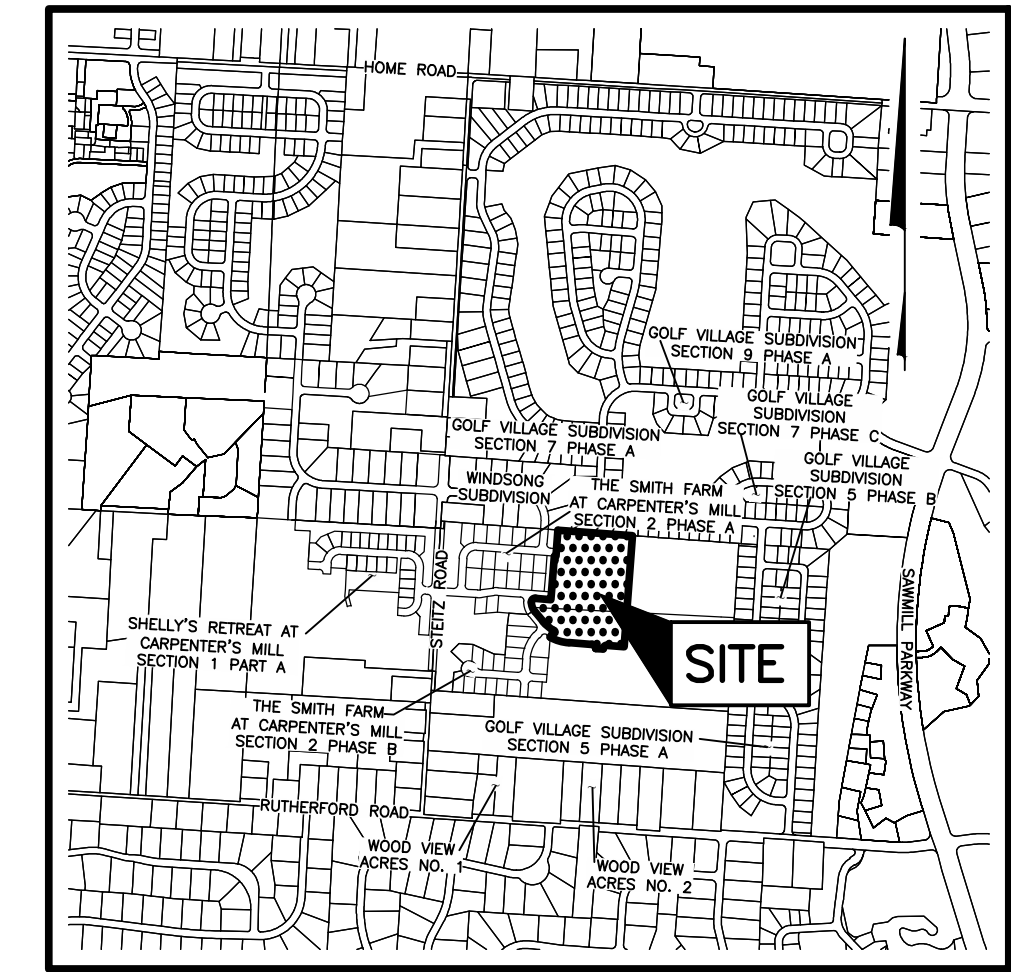 HOME ROAD
GOLF VILLAGE SUBDIVISION
SECTION 9 PHASE A
GOLF VILLAGE
SUBDIVISION
SECTION 7 PHASE C
GOLF VILLAGE SUBDIVISION
SECTION 7 PHASE A
GOLF VILLAGE
SUBDIVISION
SECTION 5 PHASE B
WINDSONG
SUBDIVISION
THE SMITH FARM
AT CARPENTER'S MILL
SECTION 2 PHASE A
STEITZ ROAD
SAWMILL PARKWAY
SHELLY'S RETREAT AT
CARPENTER'S MILL
SECTION 1 PART A
SITE
THE SMITH FARM
AT CARPENTER'S MILL
SECTION 2 PHASE B
GOLF VILLAGE SUBDIVISION
SECTION 5 PHASE A
RUTHERFORD ROAD
WOOD VIEW
ACRES NO. 1
WOOD VIEW
ACRES NO. 2